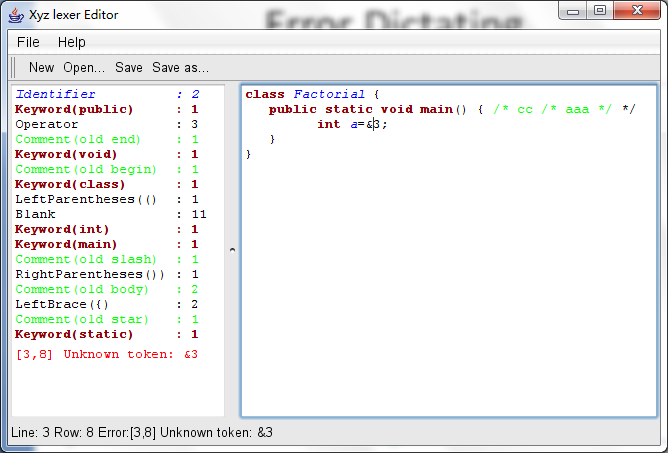 Error Dictating.
Xyz lexer Editor
File Help
New Open... Save Save as...
Identifier : 2
Keyword(public) : 1
Operator : 3
Comment(old end) : 1
Keyword(void) : 1
Comment(old begin) : 1
Keyword(class) : 1
LeftParentheses(() : 1
Blank : 11
Keyword(int) : 1
Keyword(main) : 1
Comment(old slash) : 1
RightParentheses()) : 1
Comment(old body) : 2
LeftBrace({) : 2
Comment(old star) : 1
Keyword(static) : 1
[3,8] Unknown token: &3
class Factorial {
public static void main() { /* cc /* aaa */ */
int a=&3;
}
}
Line: 3 Row: 8 Error:[3,8] Unknown token: &3